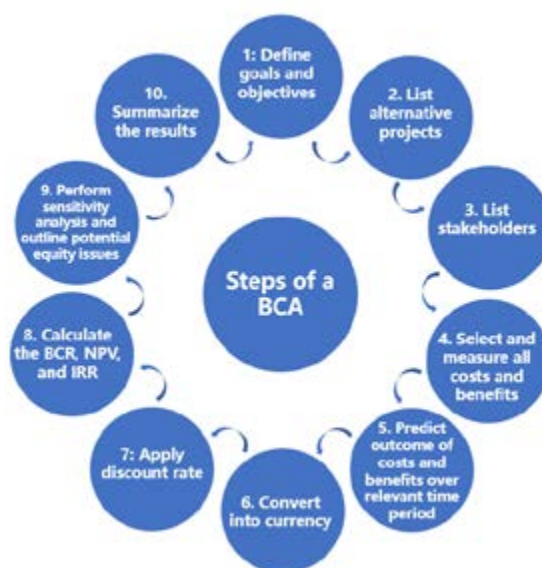 1: Define
goals and
objectives
2. List
alternative
projects
3. List
stakeholders
4. Select and
measure all
costs and
benefits
5. Predict
outcome of
costs and
benefits over
relevant time
period
6. Convert
into currency
7: Apply
discount rate
8. Calculate
the BCR, NPV,
and IRR
9. Perform
sensitivity
analysis and
outline potential
equity issues
10.
Summarize
the results
Steps of a
BCA